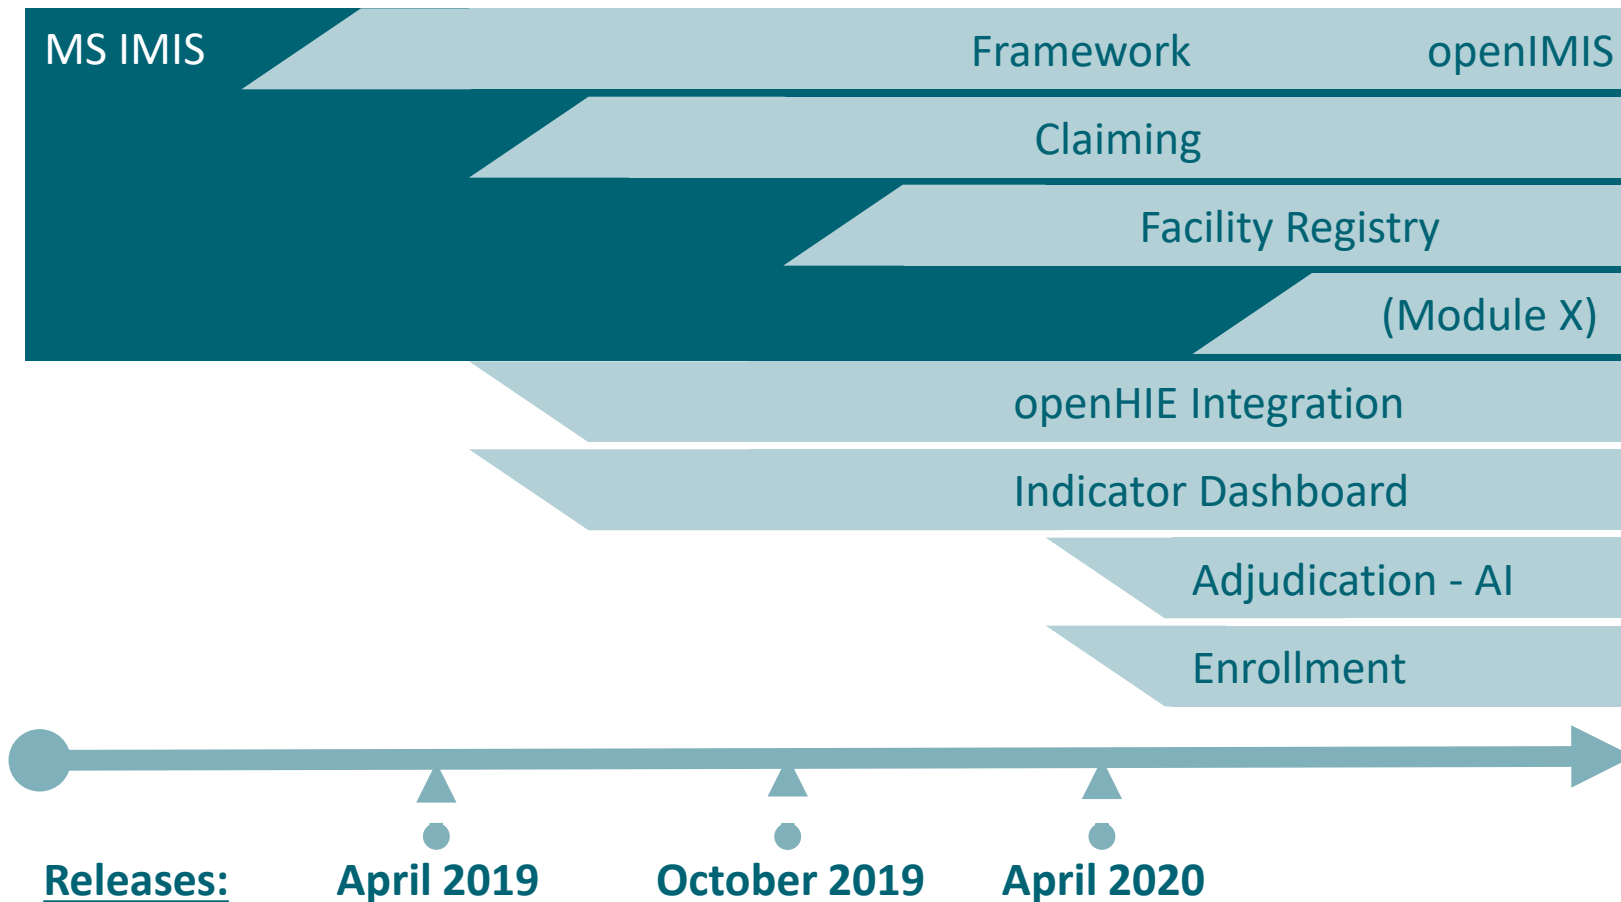 MS IMIS
Framework
openIMIS
Claiming
Facility Registry
(Module X)
openHIE Integration
Indicator Dashboard
Adjudication - AI
Enrollment
Releases:
April 2019
October 2019
April 2020